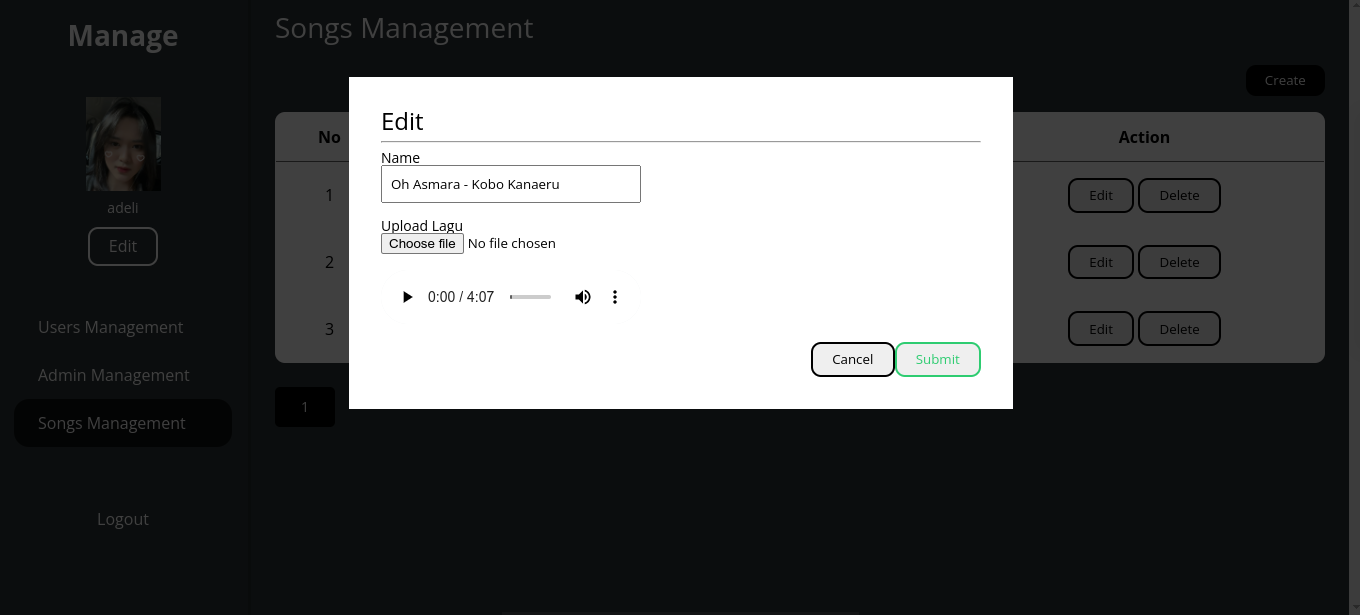 Manage
adeli
Edit
Users Management
Admin Management
Songs Management
Logout
Songs Management
Create
No
Action
1
Edit
Delete
2
Edit
Delete
3
Edit
Delete
1
Edit
Name
Oh Asmara - Kobo Kanaeru
Upload Lagu
Choose file No file chosen
0:00 / 4:07
Cancel
Submit